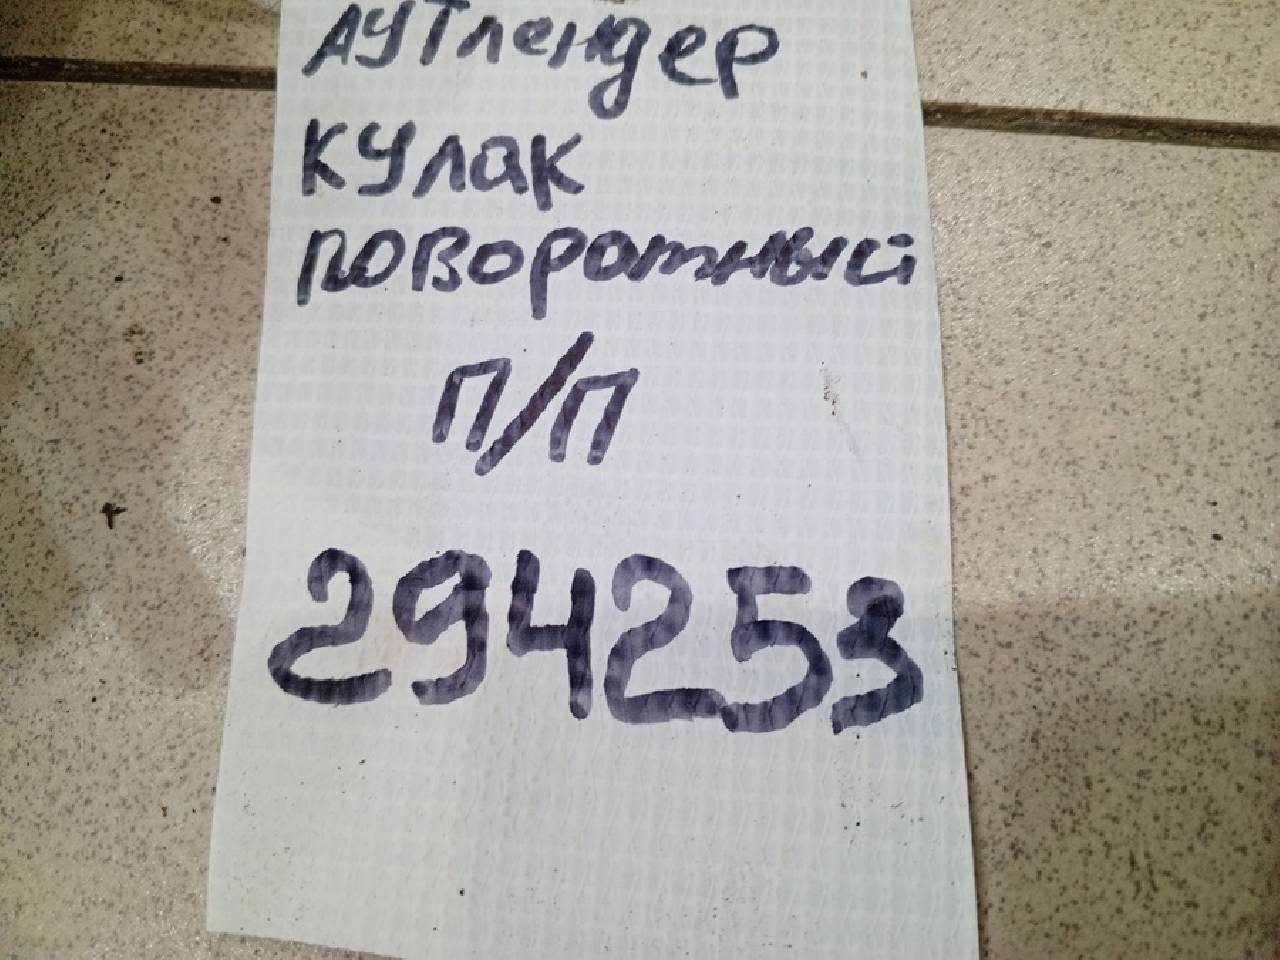 Аутлендер
кулак
поворотный
П/П
294253